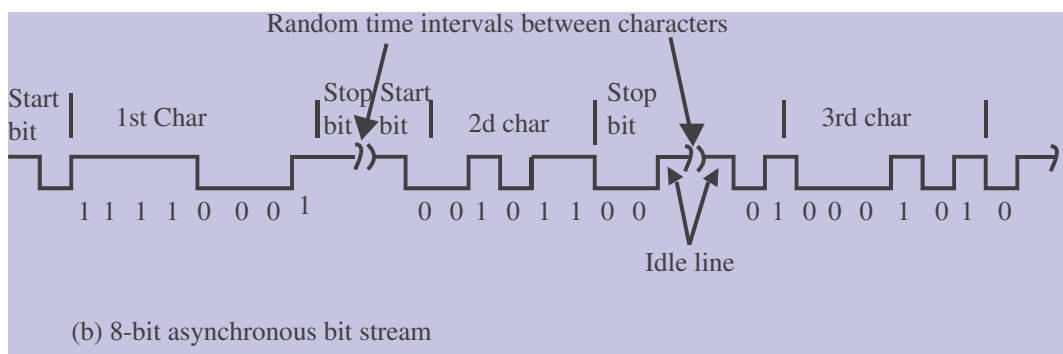 Random time intervals between characters
Start bit
1st Char
Stop bit
Start bit
2d char
Stop bit
3rd char
1 1 1 1 0 0 0 1
0 0 1 0 1 1 0 0
0 1 0 0 0 1 0 1 0
Idle line
(b) 8-bit asynchronous bit stream